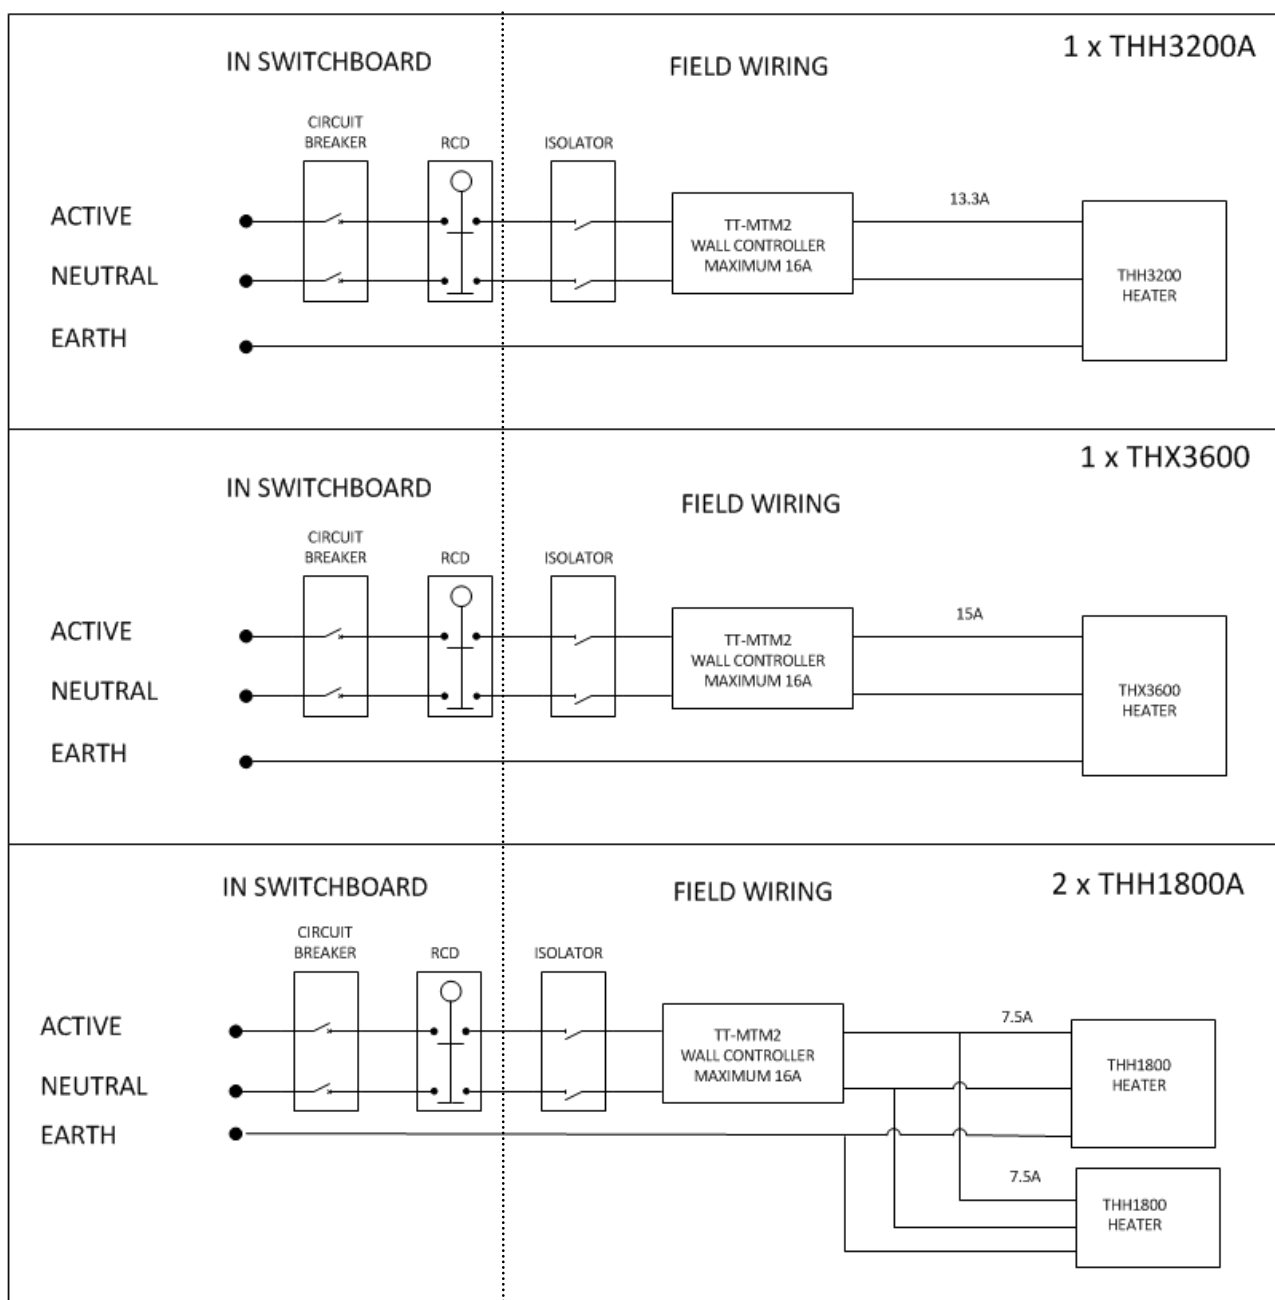 1 x THH3200A
IN SWITCHBOARD
FIELD WIRING
CIRCUIT
BREAKER
RCD
ISOLATOR
ACTIVE
NEUTRAL
EARTH
TT-MTM2
WALL CONTROLLER
MAXIMUM 16A
13.3A
THH3200
HEATER
1 x THX3600
IN SWITCHBOARD
FIELD WIRING
CIRCUIT
BREAKER
RCD
ISOLATOR
ACTIVE
NEUTRAL
EARTH
TT-MTM2
WALL CONTROLLER
MAXIMUM 16A
15A
THX3600
HEATER
2 x THH1800A
IN SWITCHBOARD
FIELD WIRING
CIRCUIT
BREAKER
RCD
ISOLATOR
ACTIVE
NEUTRAL
EARTH
TT-MTM2
WALL CONTROLLER
MAXIMUM 16A
7.5A
THH1800
HEATER
7.5A
THH1800
HEATER